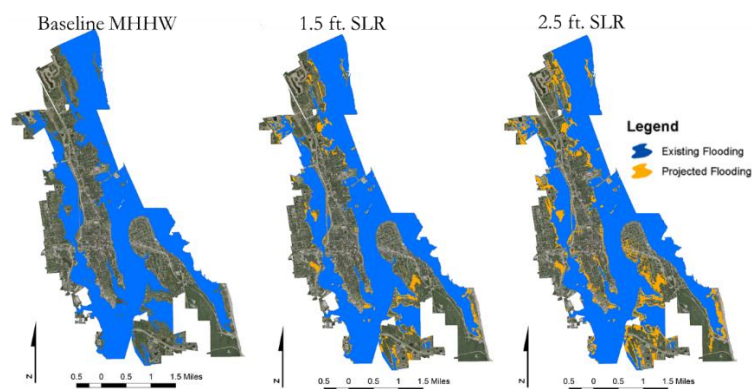 Baseline MHHW
1.5 ft. SLR
2.5 ft. SLR
Legend
Existing Flooding
Projected Flooding
N
0.5 0 0.5 1 1.5 Miles
N
0.5 0 0.5 1 1.5 Miles
N
0.5 0 0.5 1 1.5 Miles